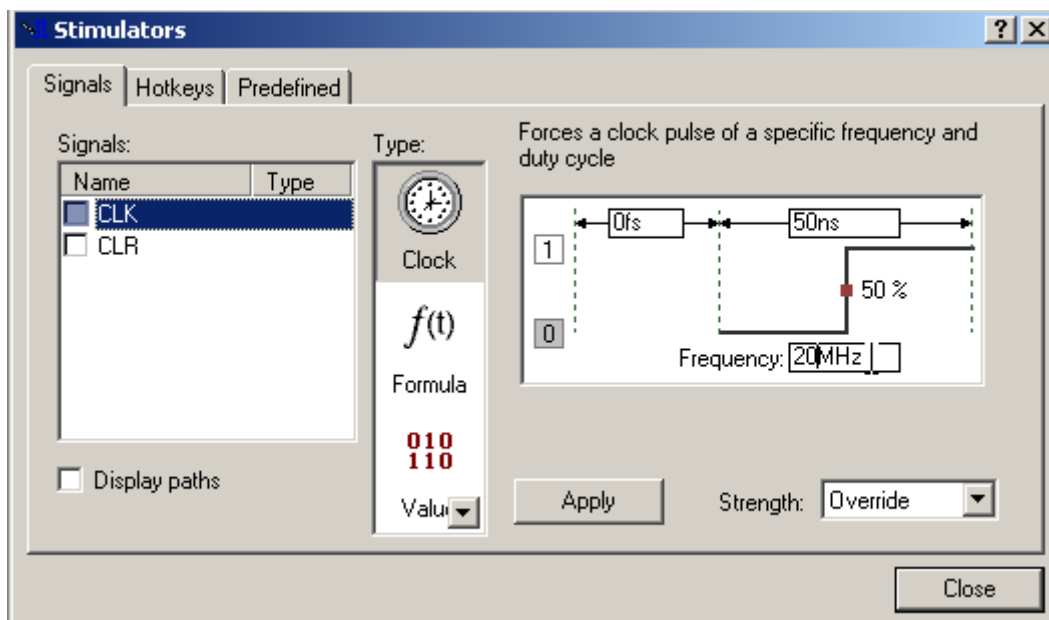 Stimulators
Signals Hotkeys Predefined
Signals:
Name Type
CLK
CLR
Display paths
Type:
Clock
f(t)
Formula
010
110
Forces a clock pulse of a specific frequency and
duty cycle
0fs 50ns
1
50 %
0
Frequency: 20MHz
Apply Strength: Override
Close